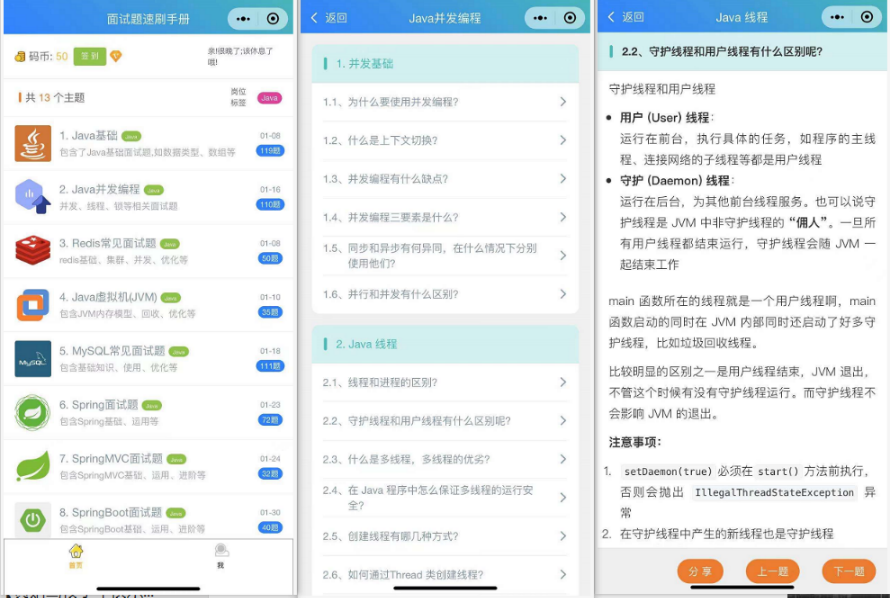 面试题速刷手册
码币: 50
签到
亲!很晚了;该休息了
哦!
共 13 个主题
岗位
标签
Java
1. Java基础
Java
01-08
包含了Java基础面试题,如数据类型、数组等
119题
2. Java并发编程
Java
01-16
并发、线程、锁等相关面试题
110题
3. Redis常见面试题
Java
01-08
redis基础、集群、并发、优化等
50题
4. Java虚拟机(JVM)
Java
01-10
包含JVM内存模型、回收、优化等
35题
5. MySQL常见面试题
Java
01-18
包含基础知识、使用、优化等
111题
MySQL
6. Spring面试题
Java
01-23
包含Spring基础、运用等
72题
7. SpringMVC面试题
Java
01-24
包含SpringMVC基础、运用、进阶等
32题
8. SpringBoot面试题
Java
01-30
包含SpringBoot基础、运用、进阶等
40题
首页
我
返回
Java并发编程
1. 并发基础
1.1、为什么要使用并发编程?
1.2、什么是上下文切换?
1.3、并发编程有什么缺点?
1.4、并发编程三要素是什么?
1.5、同步和异步有何异同，在什么情况下分别
使用他们?
1.6、并行和并发有什么区别?
2. Java 线程
2.1、线程和进程的区别?
2.2、守护线程和用户线程有什么区别呢?
2.3、什么是多线程，多线程的优劣?
2.4、在 Java 程序中怎么保证多线程的运行安
全?
2.5、创建线程有哪几种方式?
2.6、如何通过Thread 类创建线程?
返回
Java 线程
2.2、守护线程和用户线程有什么区别呢?
守护线程和用户线程
• 用户 (User) 线程:
运行在前台，执行具体的任务，如程序的主线
程、连接网络的子线程等都是用户线程
• 守护 (Daemon) 线程:
运行在后台，为其他前台线程服务。也可以说守
护线程是 JVM 中非守护线程的“佣人”。一旦所
有用户线程都结束运行，守护线程会随 JVM 一
起结束工作
main 函数所在的线程就是一个用户线程啊，main
函数启动的同时在 JVM 内部同时还启动了好多守
护线程，比如垃圾回收线程。
比较明显的区别之一是用户线程结束，JVM 退出，
不管这个时候有没有守护线程运行。而守护线程不
会影响 JVM 的退出。
注意事项:
1. setDaemon(true) 必须在 start() 方法前执行，
否则会抛出 IllegalThreadStateException 异
常
2. 在守护线程中产生的新线程也是守护线程
分享
上一题
下一题